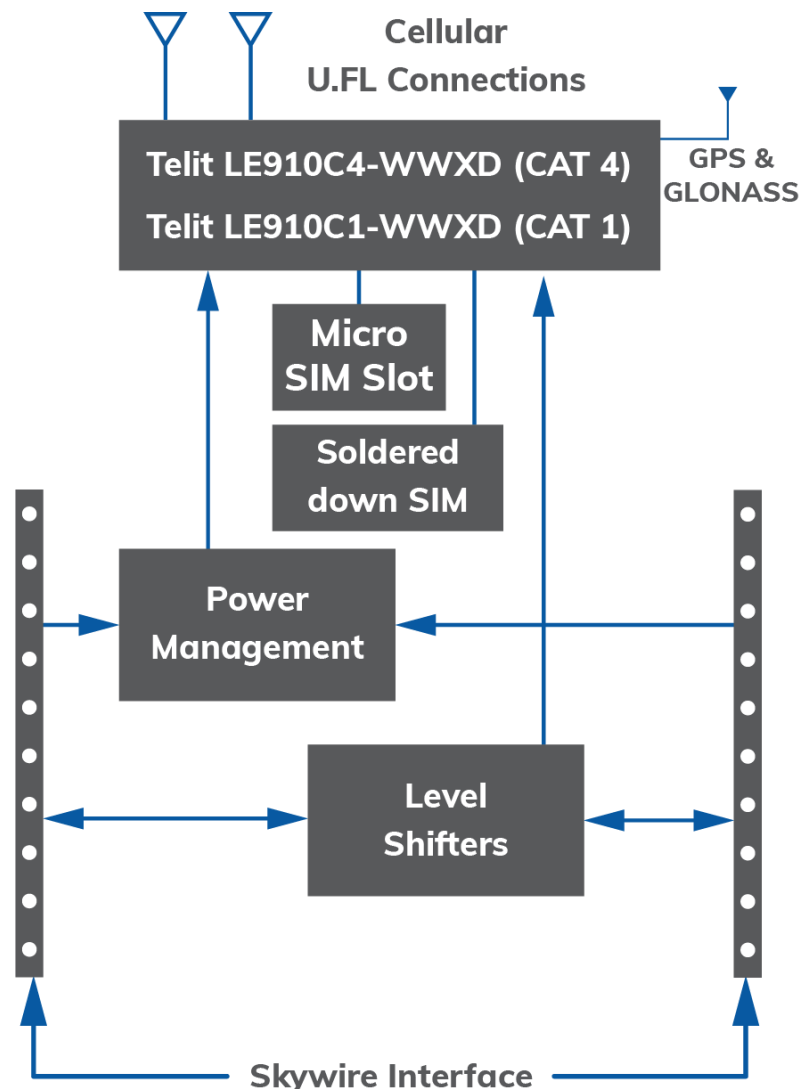 Cellular
U.FL Connections
Telit LE910C4-WWXD (CAT 4)
Telit LE910C1-WWXD (CAT 1)
GPS &
GLONASS
Micro
SIM Slot
Soldered
down SIM
Power
Management
Level
Shifters
Skywire Interface